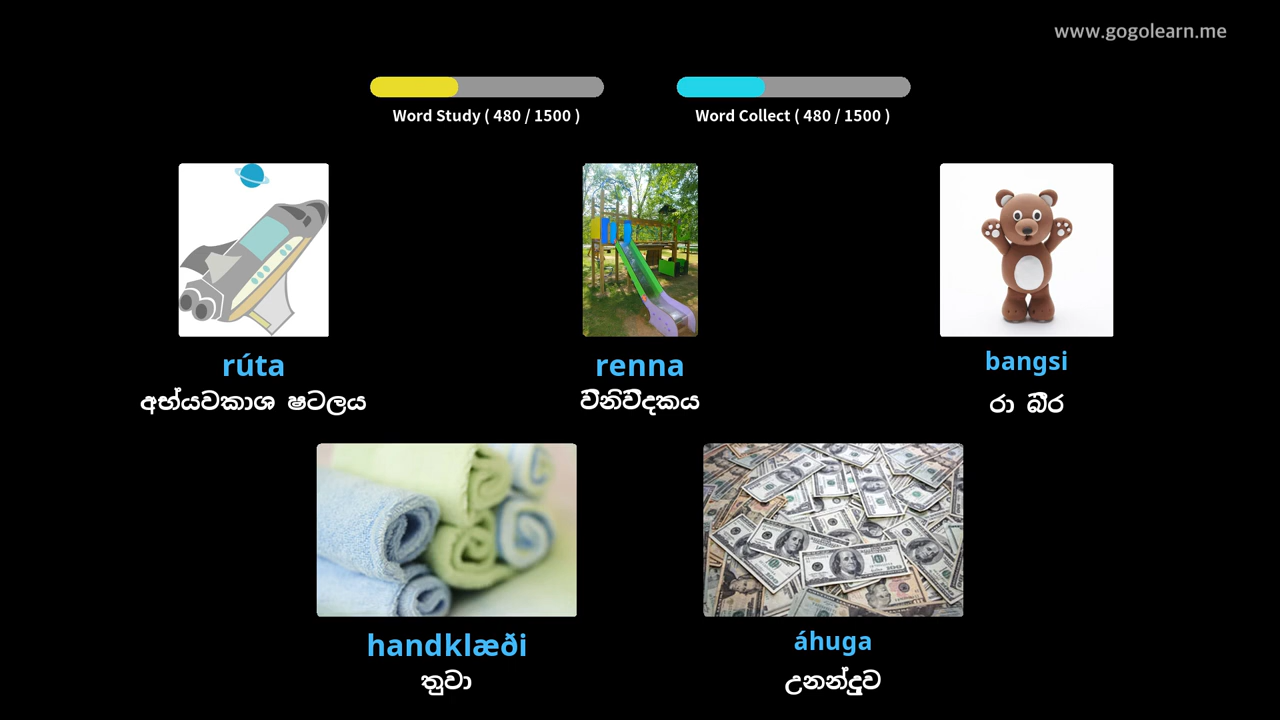 www.gogolearn.me
Word Study ( 480 / 1500 )
Word Collect ( 480 / 1500 )
rúta
අභ්යවකාශ ෂටලය
renna
විනිවිදකය
bangsi
රා බීර
handklæði
තුවා
áhuga
උනන්දුව